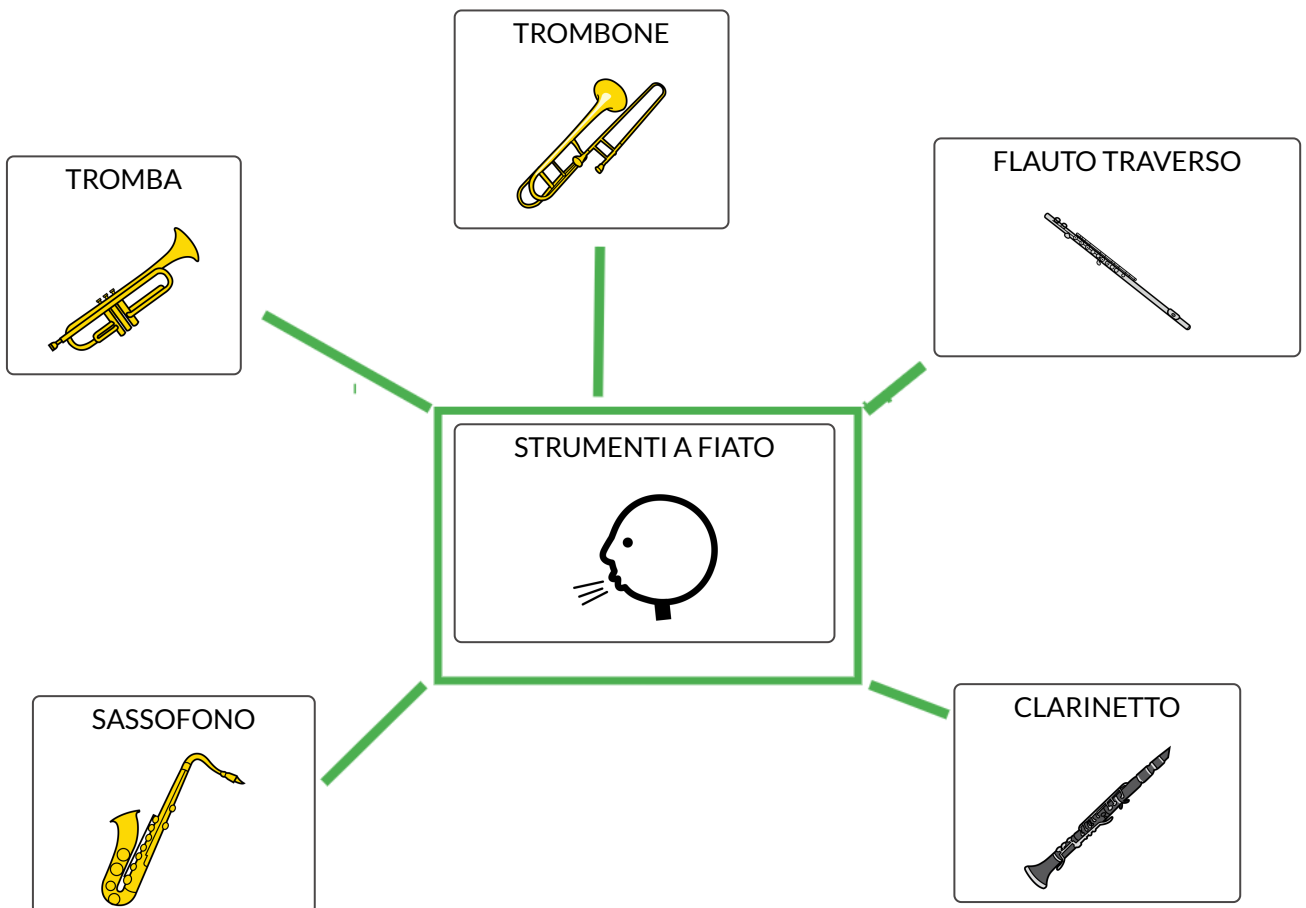 TROMBONE
TROMBA
FLAUTO TRAVERSO
STRUMENTI A FIATO
SASSOFONO
CLARINETTO